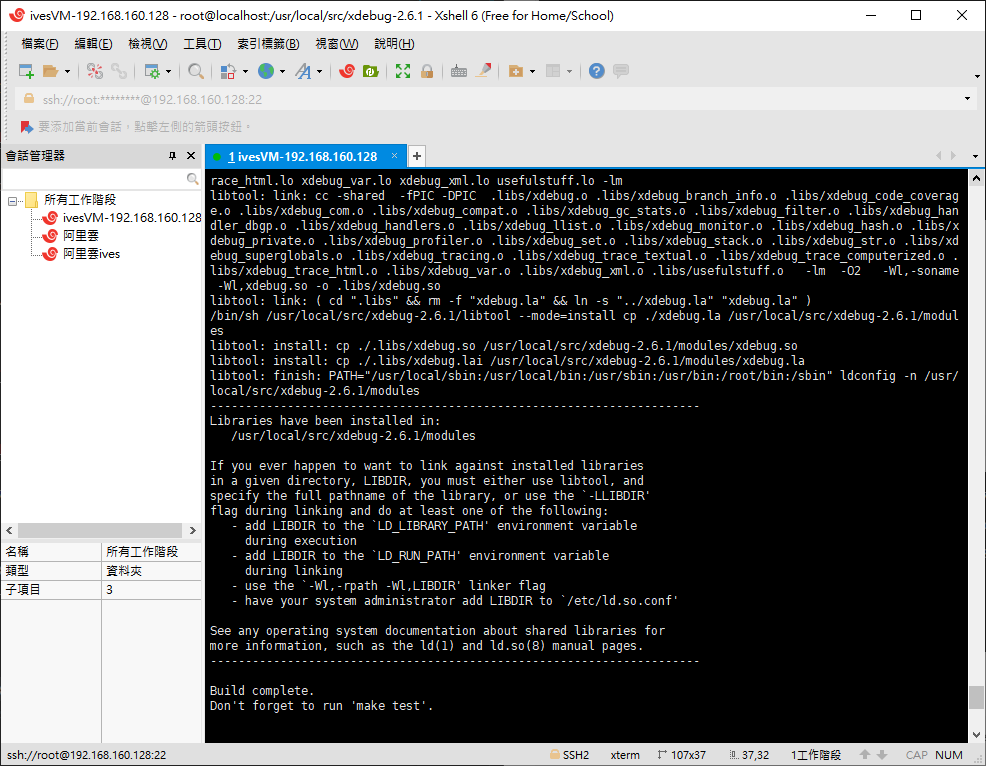 ivesVM-192.168.160.128 - root@localhost:/usr/local/src/xdebug-2.6.1 - Xshell 6 (Free for Home/School)
檔案(F) 編輯(E) 檢視(V) 工具(T) 索引標籤(B) 視窗(W) 說明(H)
ssh://root:********@192.168.160.128:22
要添加當前會話，點擊左側的箭頭按鈕。
會話管理器
1 ivesVM-192.168.160.128
所有工作階段
ivesVM-192.168.160.128
阿里雲
阿里雲ives
名稱 所有工作階段
類型 資料夾
子項目 3
race_html.lo xdebug_var.lo xdebug_xml.lo usefulstuff.lo -lm
libtool: link: cc -shared  -fPIC -DPIC  .libs/xdebug.o .libs/xdebug_branch_info.o .libs/xdebug_code_coverag
e.o .libs/xdebug_com.o .libs/xdebug_compat.o .libs/xdebug_gc_stats.o .libs/xdebug_filter.o .libs/xdebug_han
dler_dbgp.o .libs/xdebug_handlers.o .libs/xdebug_llist.o .libs/xdebug_monitor.o .libs/xdebug_hash.o .libs/x
debug_private.o .libs/xdebug_profiler.o .libs/xdebug_set.o .libs/xdebug_stack.o .libs/xdebug_str.o .libs/xd
ebug_superglobals.o .libs/xdebug_tracing.o .libs/xdebug_trace_textual.o .libs/xdebug_trace_computerized.o .
libs/xdebug_trace_html.o .libs/xdebug_var.o .libs/xdebug_xml.o .libs/usefulstuff.o   -lm  -O2   -Wl,-soname
 -Wl,xdebug.so -o .libs/xdebug.so
libtool: link: ( cd ".libs" && rm -f "xdebug.la" && ln -s "../xdebug.la" "xdebug.la" )
/bin/sh /usr/local/src/xdebug-2.6.1/libtool --mode=install cp ./xdebug.la /usr/local/src/xdebug-2.6.1/modul
es
libtool: install: cp ./.libs/xdebug.so /usr/local/src/xdebug-2.6.1/modules/xdebug.so
libtool: install: cp ./.libs/xdebug.lai /usr/local/src/xdebug-2.6.1/modules/xdebug.la
libtool: finish: PATH="/usr/local/sbin:/usr/local/bin:/usr/sbin:/usr/bin:/root/bin:/sbin" ldconfig -n /usr/
local/src/xdebug-2.6.1/modules
----------------------------------------------------------------------
Libraries have been installed in:
   /usr/local/src/xdebug-2.6.1/modules
If you ever happen to want to link against installed libraries
in a given directory, LIBDIR, you must either use libtool, and
specify the full pathname of the library, or use the `-LLIBDIR'
flag during linking and do at least one of the following:
   - add LIBDIR to the `LD_LIBRARY_PATH' environment variable
     during execution
   - add LIBDIR to the `LD_RUN_PATH' environment variable
     during linking
   - use the `-Wl,-rpath -Wl,LIBDIR' linker flag
   - have your system administrator add LIBDIR to `/etc/ld.so.conf'
See any operating system documentation about shared libraries for
more information, such as the ld(1) and ld.so(8) manual pages.
----------------------------------------------------------------------
Build complete.
Don't forget to run 'make test'.
ssh://root@192.168.160.128:22 SSH2 xterm 107x37 37,32 1工作階段 CAP NUM